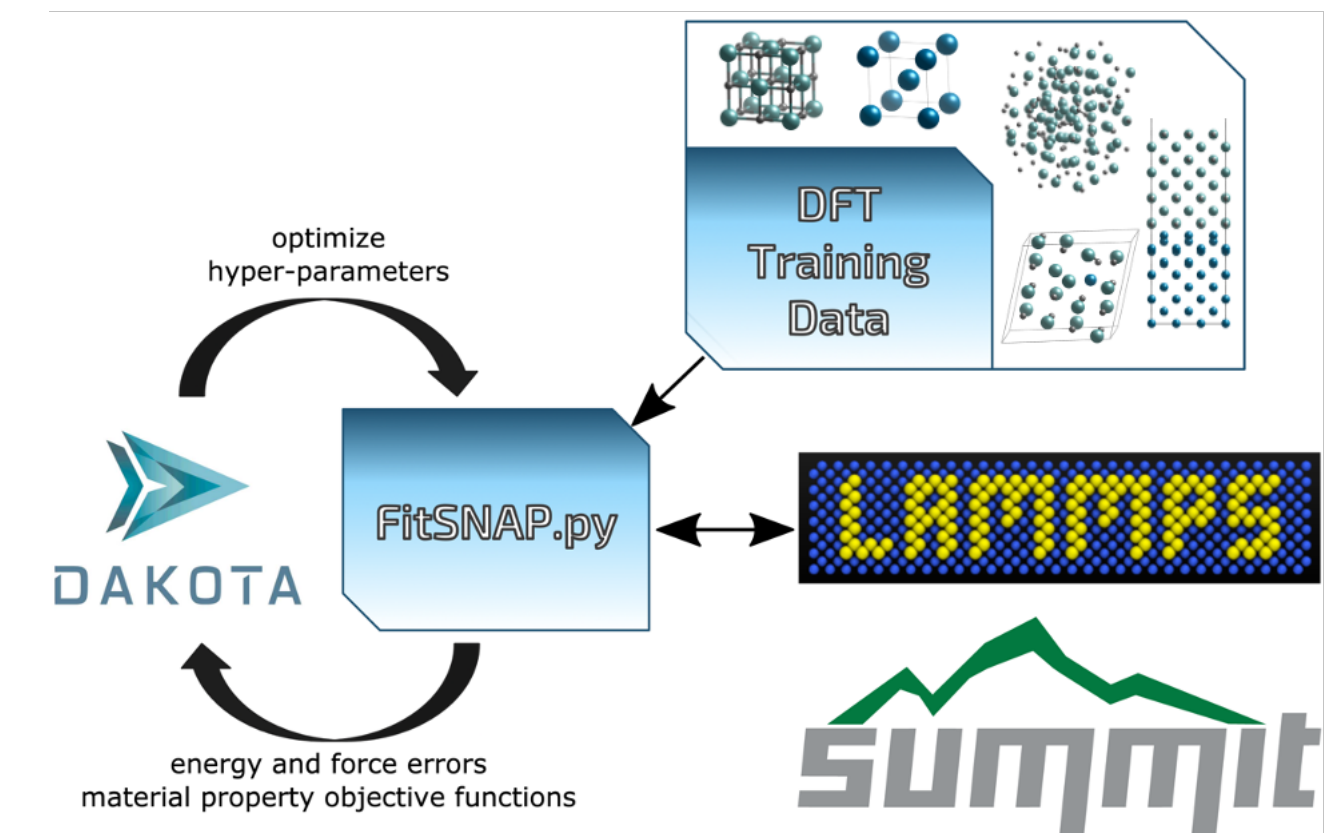 DFT
Training
Data
optimize
hyper-parameters
DAKOTA
FitSNAP.py
LAMMPS
energy and force errors
material property objective functions
summit